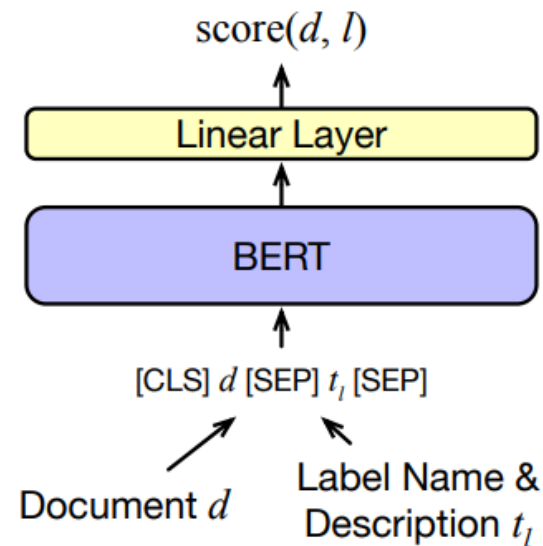 score(d, l)
Linear Layer
BERT
[CLS] d [SEP] t_l [SEP]
Document d
Label Name &
Description t_l